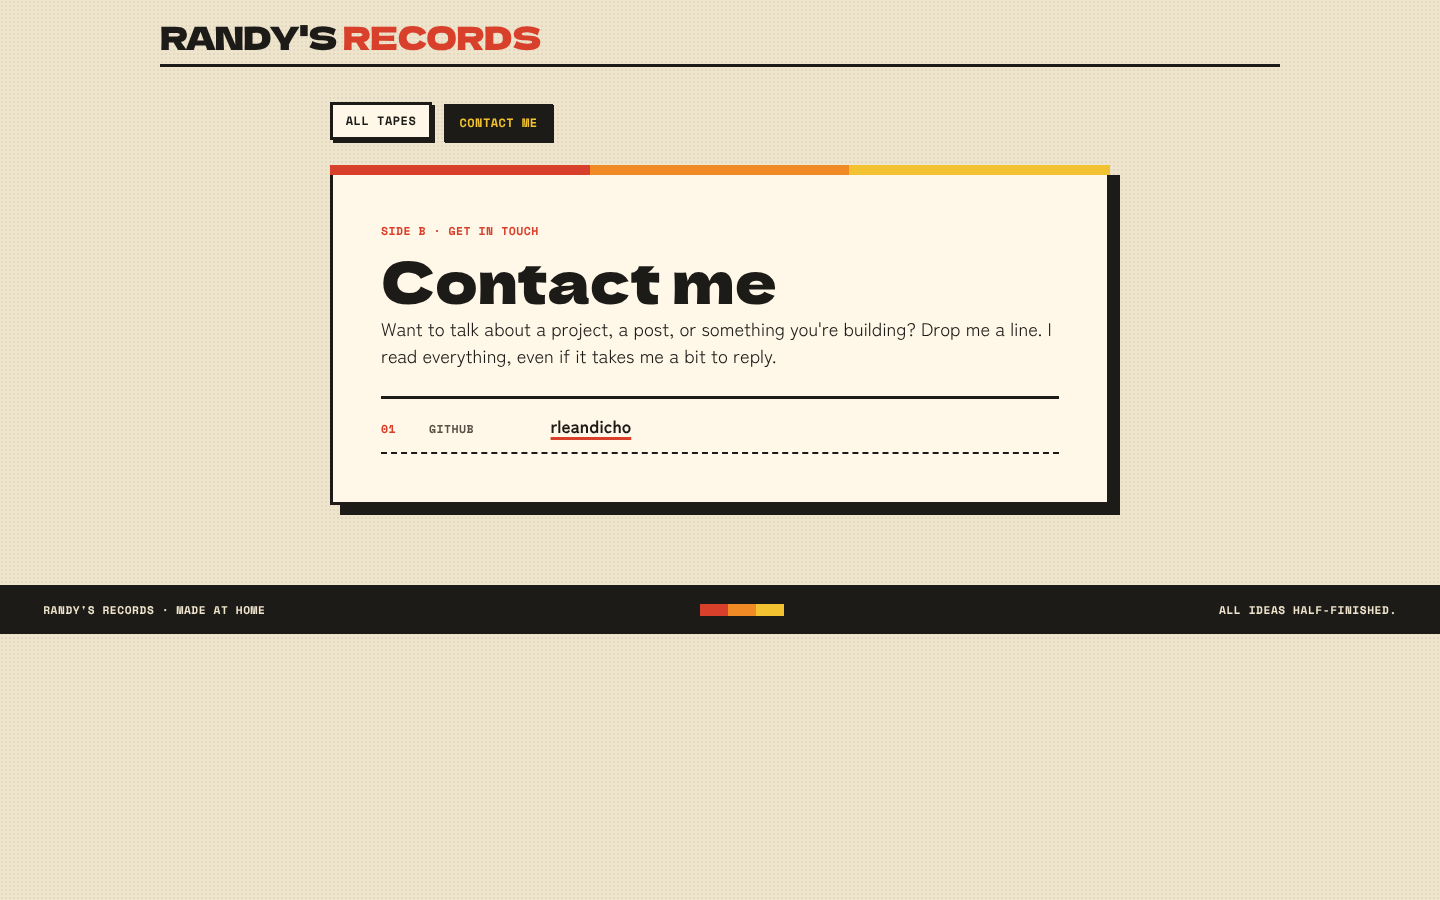 RANDY'S RECORDS
ALL TAPES
CONTACT ME
SIDE B · GET IN TOUCH
Contact me
Want to talk about a project, a post, or something you're building? Drop me a line. I
read everything, even if it takes me a bit to reply.
01 GITHUB rleandicho
RANDY'S RECORDS · MADE AT HOME
ALL IDEAS HALF-FINISHED.